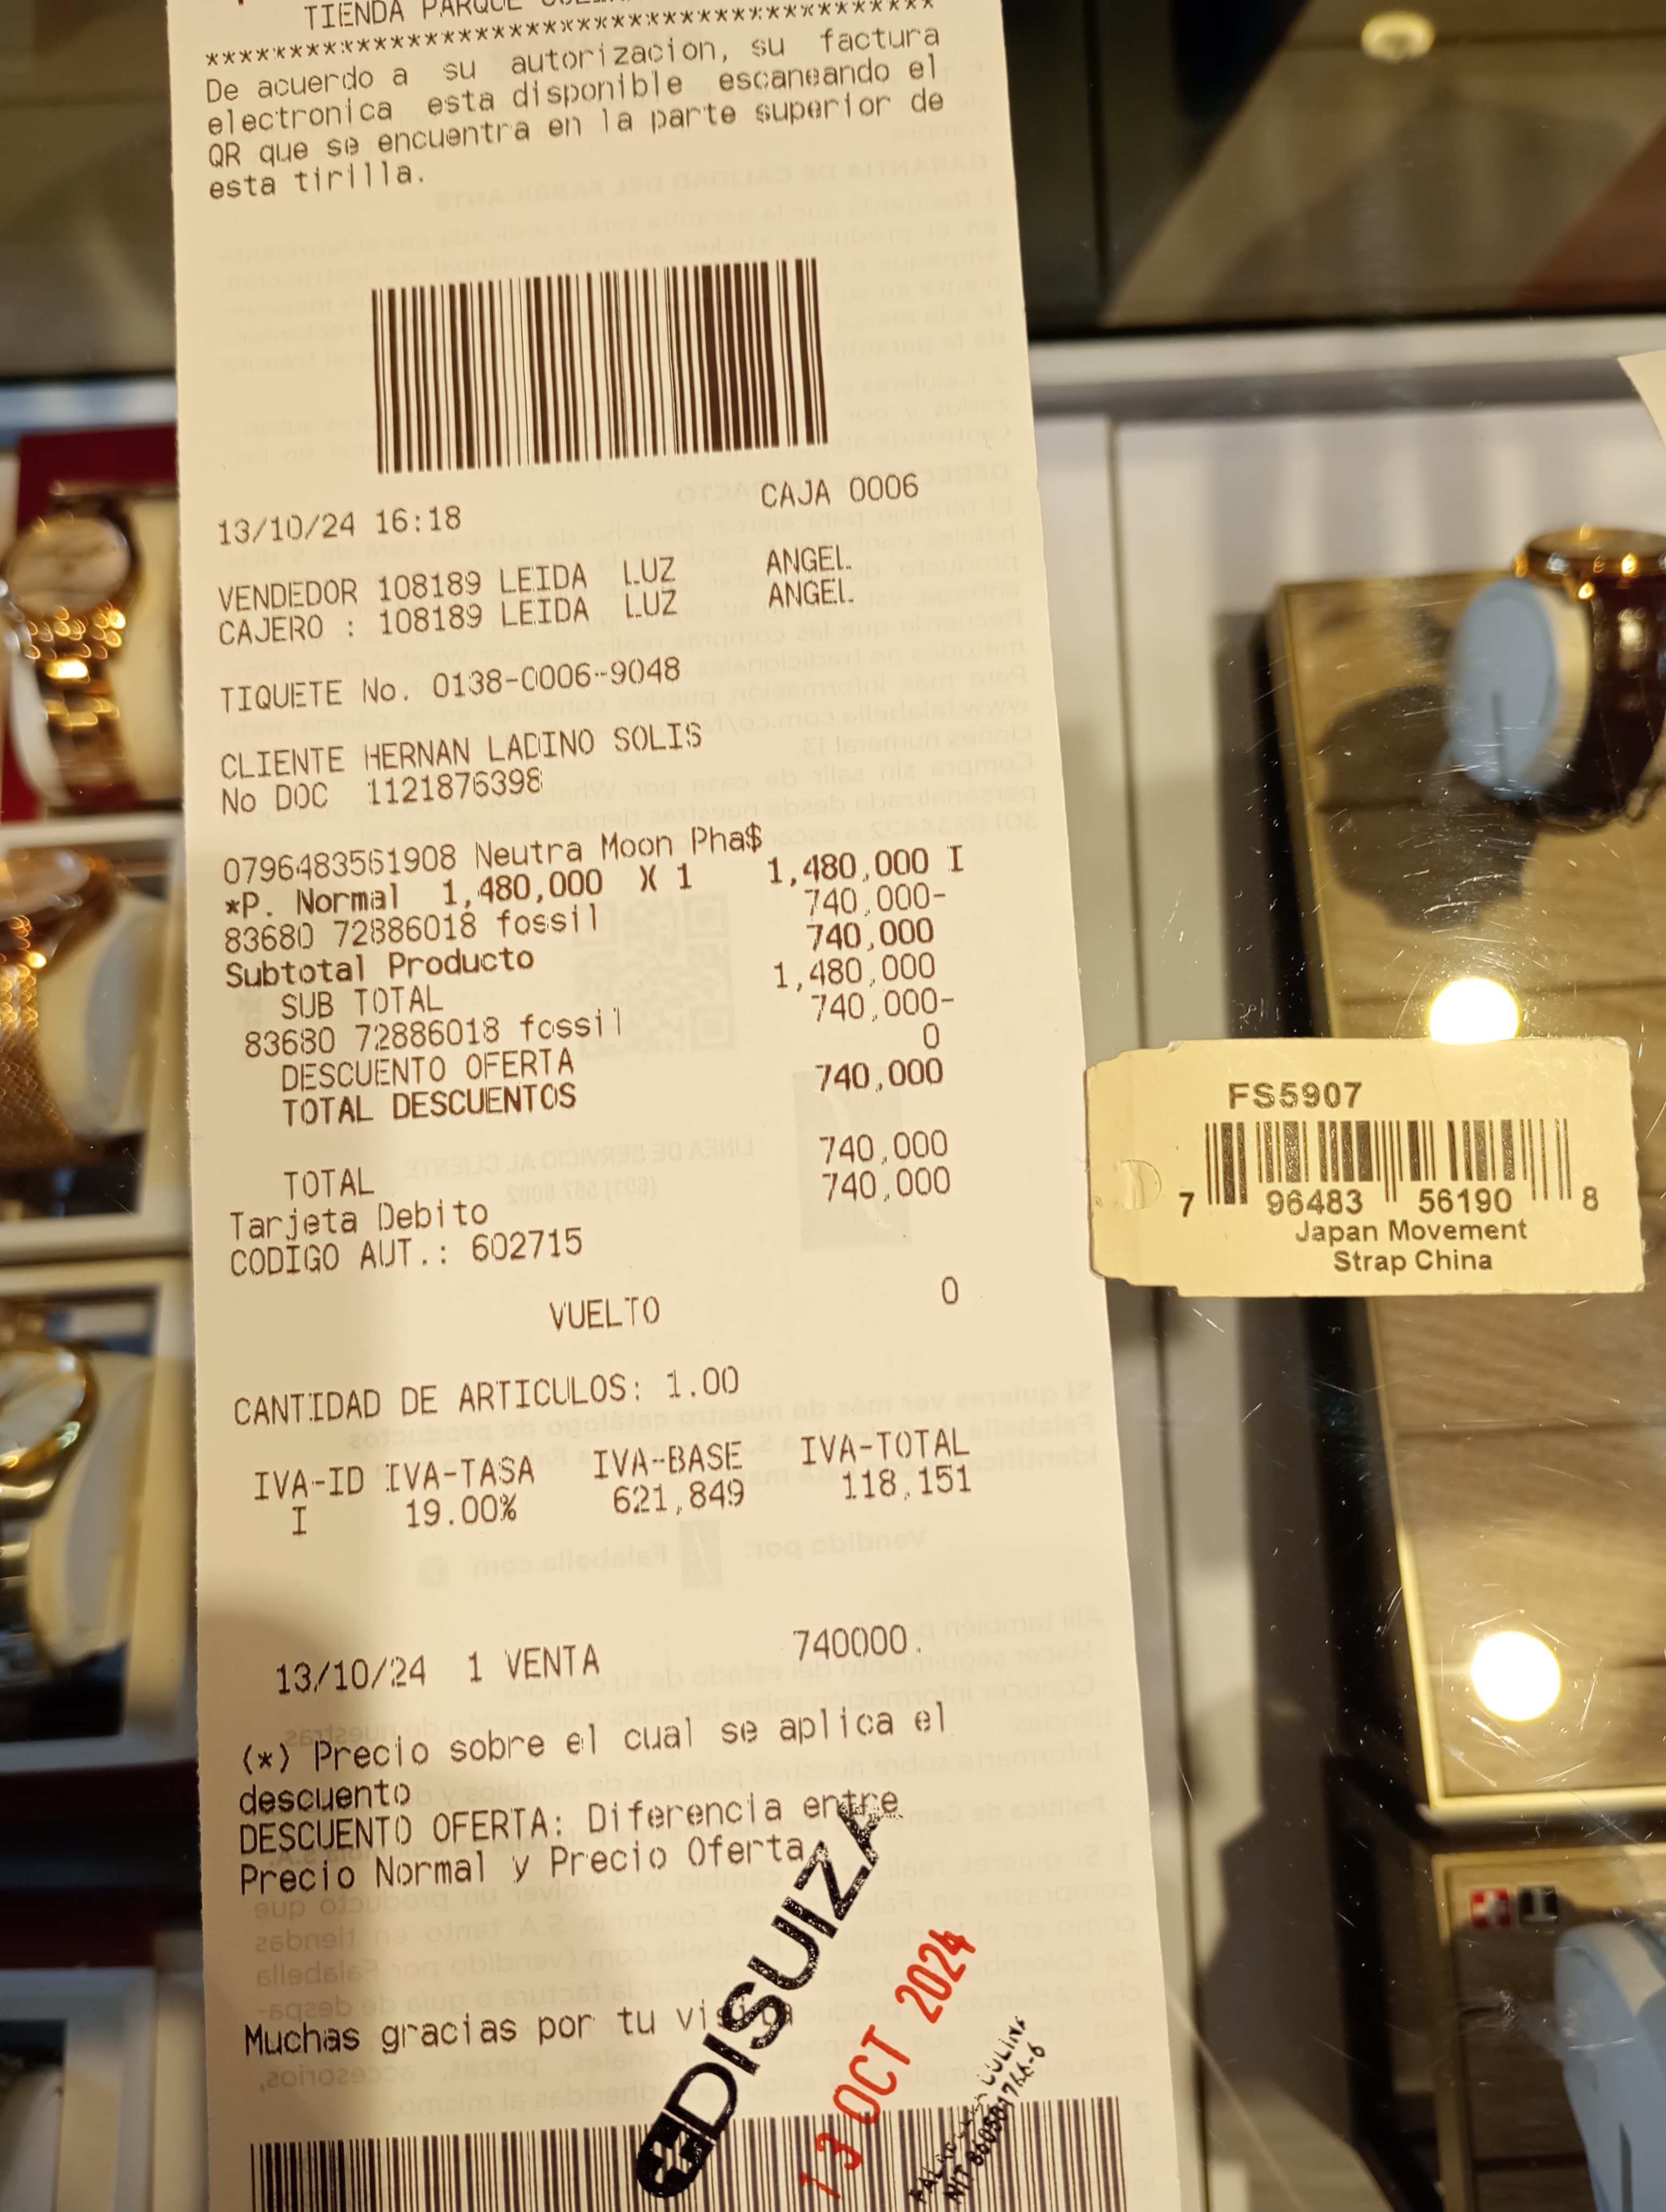 TIENDA PARQUE
******************************************
De acuerdo a su autorizacion, su factura
electronica esta disponible escaneando el
QR que se encuentra en la parte superior de
esta tirilla.
13/10/24 16:18 CAJA 0006
VENDEDOR 108189 LEIDA LUZ ANGEL
CAJERO : 108189 LEIDA LUZ ANGEL
TIQUETE No. 0138-0006-9048
CLIENTE HERNAN LADINO SOLIS
No DOC 1121876398
0796483561908 Neutra Moon Pha$
*P. Normal 1,480,000 X 1 1,480,000 I
83680 72886018 fossil 740,000-
Subtotal Producto 740,000
SUB TOTAL 1,480,000
83680 72886018 fossil 740,000-
DESCUENTO OFERTA 0
TOTAL DESCUENTOS 740,000
TOTAL 740,000
Tarjeta Debito 740,000
CODIGO AUT.: 602715
VUELTO 0
CANTIDAD DE ARTICULOS: 1.00
IVA-ID IVA-TASA IVA-BASE IVA-TOTAL
I 19.00% 621,849 118,151
13/10/24 1 VENTA 740000.
(*) Precio sobre el cual se aplica el
descuento
DESCUENTO OFERTA: Diferencia entre
Precio Normal y Precio Oferta
Muchas gracias por tu visita
DISUIZA
13 OCT 2024
FS5907
7 96483 56190 8
Japan Movement
Strap China